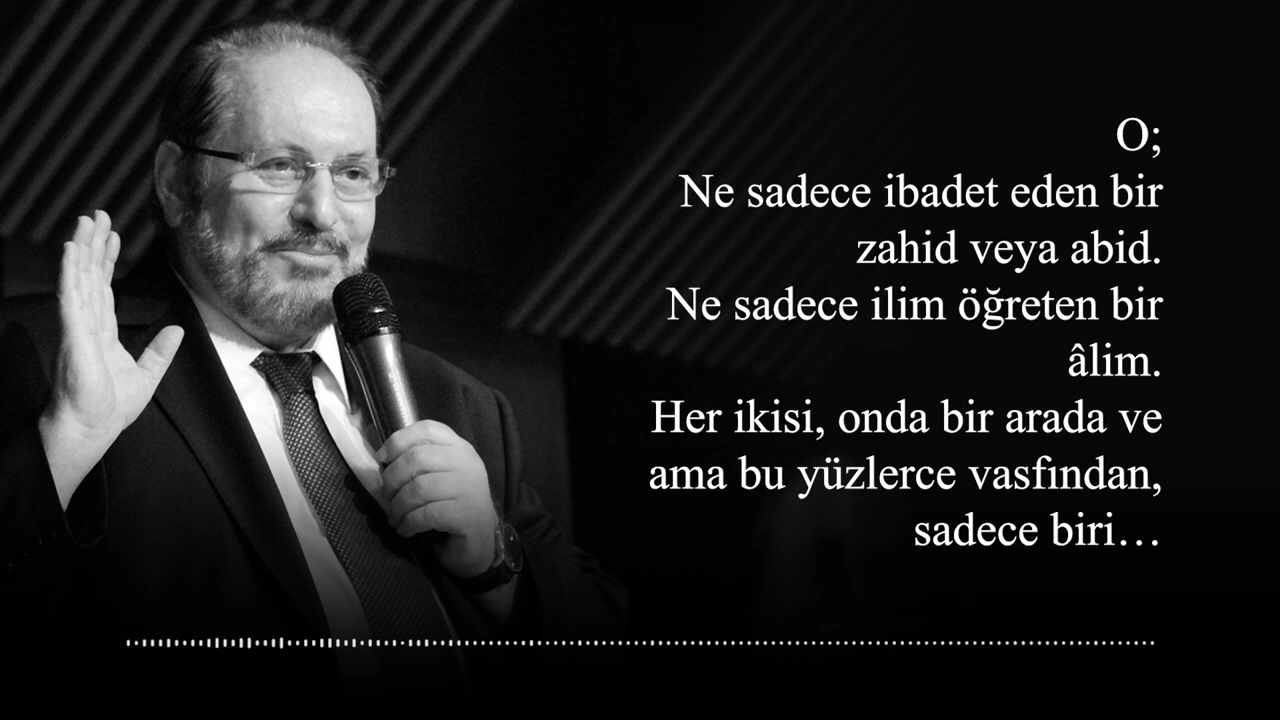 O;
Ne sadece ibadet eden bir
zahid veya abid.
Ne sadece ilim öğreten bir
âlim.
Her ikisi, onda bir arada ve
ama bu yüzlerce vasfından,
sadece biri…